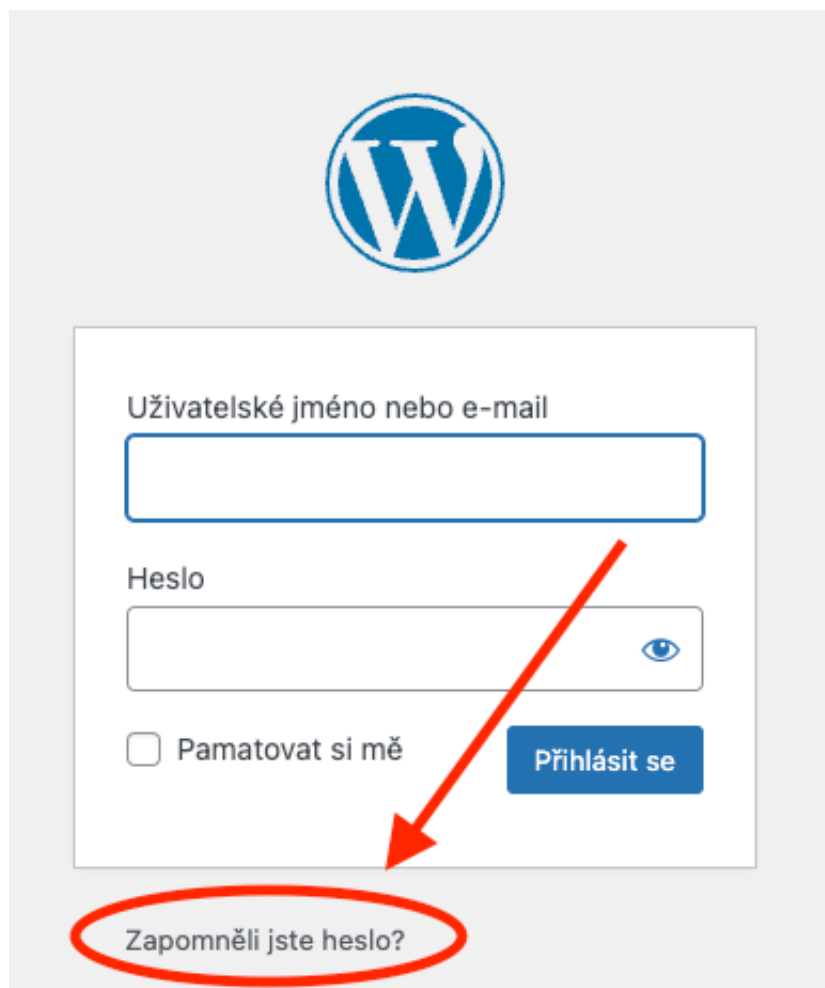 Uživatelské jméno nebo e-mail
Heslo
Pamatovat si mě
Přihlásit se
Zapomněli jste heslo?